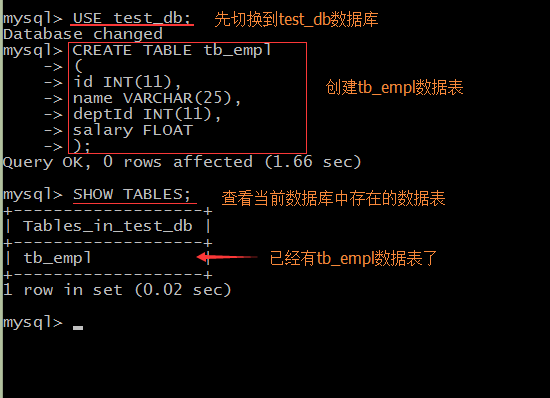 mysql> USE test_db; 先切换到test_db数据库
Database changed
mysql> CREATE TABLE tb_empl
-> (
-> id INT(11),
-> name VARCHAR(25), 创建tb_empl数据表
-> deptId INT(11),
-> salary FLOAT
-> );
Query OK, 0 rows affected (1.66 sec)
mysql> SHOW TABLES; 查看当前数据库中存在的数据表
+-------------------+
| Tables_in_test_db |
+-------------------+
| tb_empl | 已经有tb_empl数据表了
+-------------------+
1 row in set (0.02 sec)
mysql> _